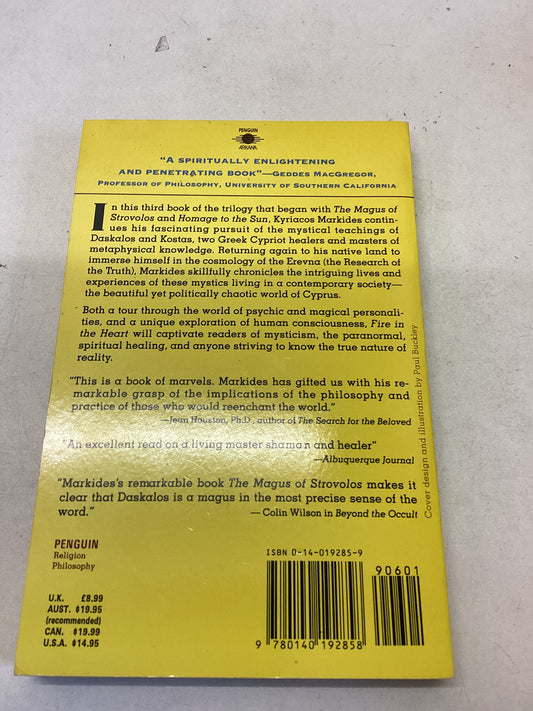 PENGUIN
ARKANA
"A SPIRITUALLY ENLIGHTENING
AND PENETRATING BOOK"—GEDDES MACGREGOR,
PROFESSOR OF PHILOSOPHY, UNIVERSITY OF SOUTHERN CALIFORNIA
In this third book of the trilogy that began with The Magus of
Strovolos and Homage to the Sun, Kyriacos Markides contin-
ues his fascinating pursuit of the mystical teachings of
Daskalos and Kostas, two Greek Cypriot healers and masters of
metaphysical knowledge. Returning again to his native land to
immerse himself in the cosmology of the Erevna (the Research of
the Truth), Markides skillfully chronicles the intriguing lives and
experiences of these mystics living in a contemporary society—
the beautiful yet politically chaotic world of Cyprus.
Both a tour through the world of psychic and magical personali-
ties, and a unique exploration of human consciousness, Fire in
the Heart will captivate readers of mysticism, the paranormal,
spiritual healing, and anyone striving to know the true nature of
reality.
"This is a book of marvels. Markides has gifted us with his re-
markable grasp of the implications of the philosophy and
practice of those who would reenchant the world."
—Jean Houston, Ph.D., author of The Search for the Beloved
"An excellent read on a living master shaman and healer"
—Albuquerque Journal
"Markides's remarkable book The Magus of Strovolos makes it
clear that Daskalos is a magus in the most precise sense of the
word."
— Colin Wilson in Beyond the Occult
Cover design and illustration by Paul Buckley
PENGUIN
Religion
Philosophy
U.K. £8.99
AUST. $19.95
(recommended)
CAN. $19.99
U.S.A. $14.95
ISBN 0-14-019285-9
90601
9 780140 192858